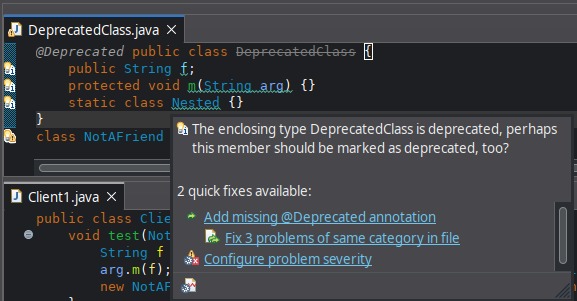 DeprecatedClass.java
@Deprecated public class DeprecatedClass {
public String f;
protected void m(String arg) {}
static class Nested {}
}
class NotAFriend
The enclosing type DeprecatedClass is deprecated, perhaps
this member should be marked as deprecated, too?
2 quick fixes available:
Add missing @Deprecated annotation
Fix 3 problems of same category in file
Configure problem severity
Client1.java
public class Clie
void test(Not
String f
arg.m(f);
new NotAF